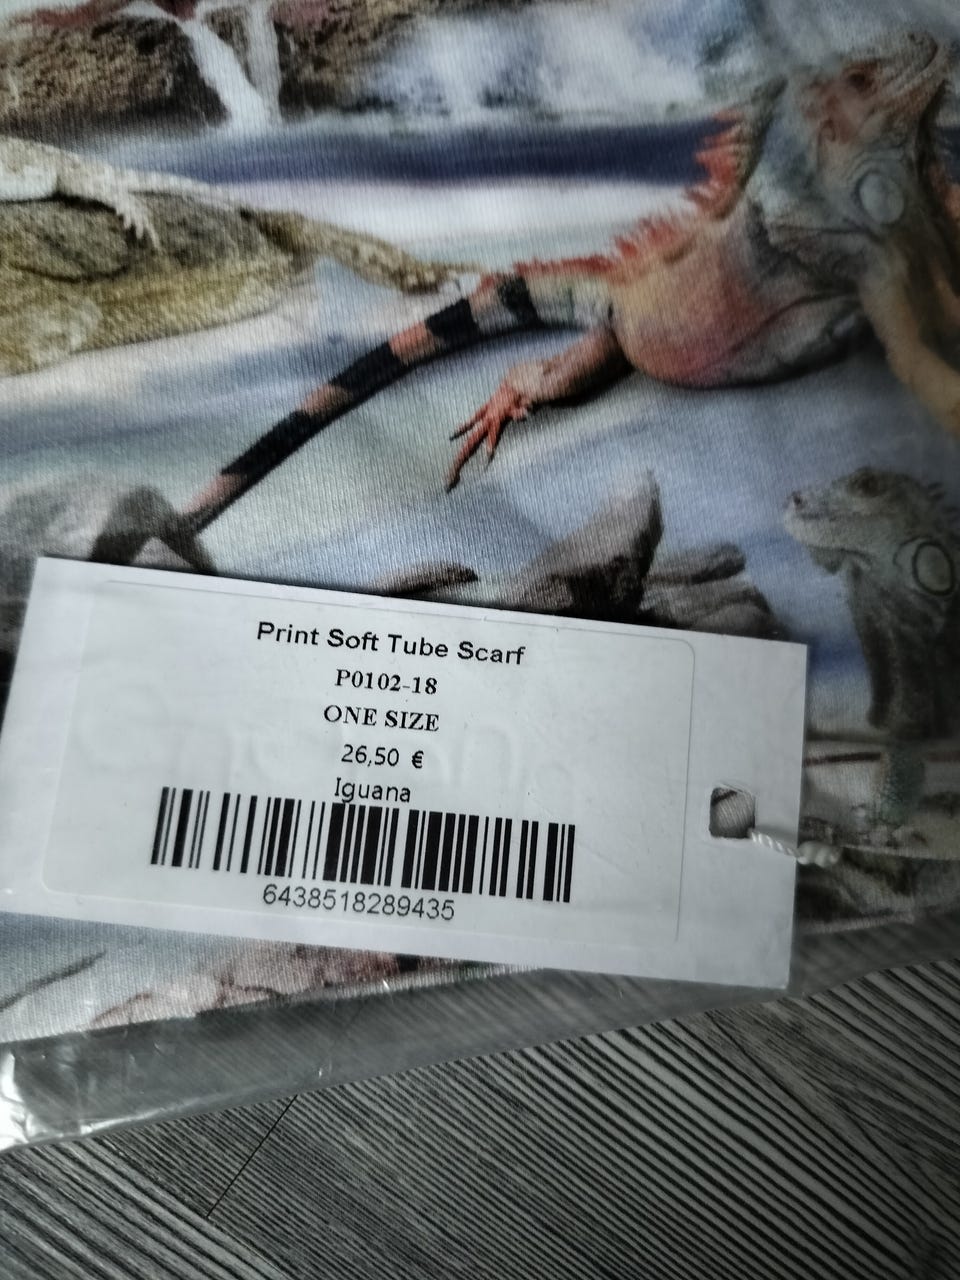 Print Soft Tube Scarf
P0102-18
ONE SIZE
26,50 €
Iguana
6438518289435